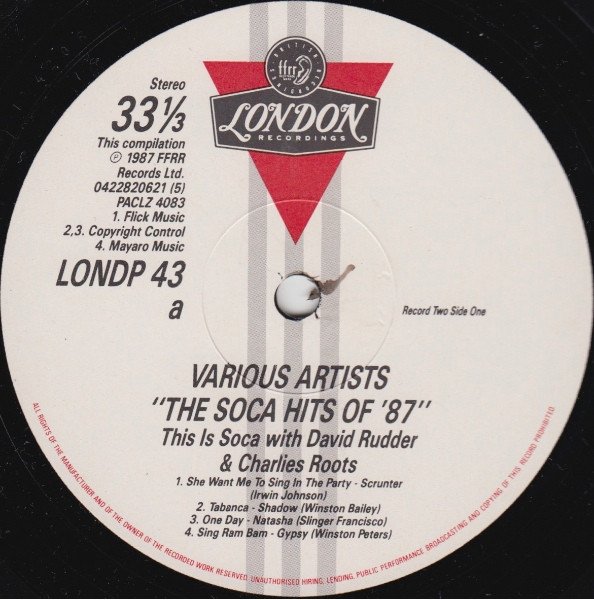 BRITISH RECORDINGS
ffrr
LONDON
RECORDINGS
Stereo
33⅓
This compilation
℗ 1987 FFRR
Records Ltd.
0422820621 (5)
PACLZ 4083
1. Flick Music
2,3. Copyright Control
4. Mayaro Music
LONDP 43
a
Record Two Side One
VARIOUS ARTISTS
"THE SOCA HITS OF '87"
This Is Soca with David Rudder
& Charlies Roots
1. She Want Me To Sing In The Party - Scrunter
(Irwin Johnson)
2. Tabanca - Shadow (Winston Bailey)
3. One Day - Natasha (Slinger Francisco)
4. Sing Ram Bam - Gypsy (Winston Peters)
ALL RIGHTS OF THE MANUFACTURER AND OF THE OWNER OF THE RECORDED WORK RESERVED. UNAUTHORISED HIRING, LENDING, PUBLIC PERFORMANCE BROADCASTING AND COPYING OF THIS RECORD PROHIBITED